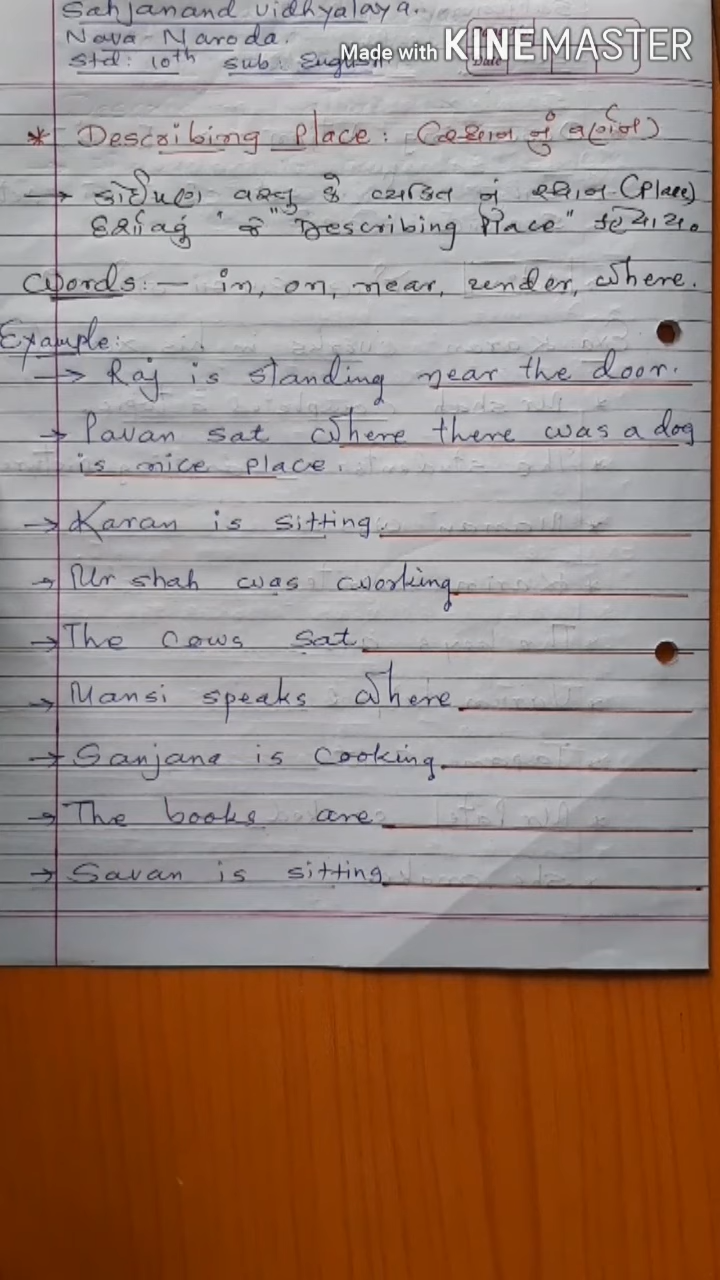 Sahjanand Vidhyalaya.
Nava Naroda.
Made with KINEMASTER
Std: 10th Sub: English
* Describing Place: (સ્થાન નું વર્ણન)
→ કોઈપણ વસ્તુ કે વ્યકિત નું સ્થાન (Place)
દર્શાવવું "Describing Place" કહેવાય.
Words:- in, on, near, under, where.
Example:
→ Raj is standing near the door.
→ Pavan sat where there was a dog
is nice place.
→ Karan is sitting
→ Mr shah was working
→ The cows sat
→ Mansi speaks where
→ Sanjana is cooking
→ The books are
→ Savan is sitting